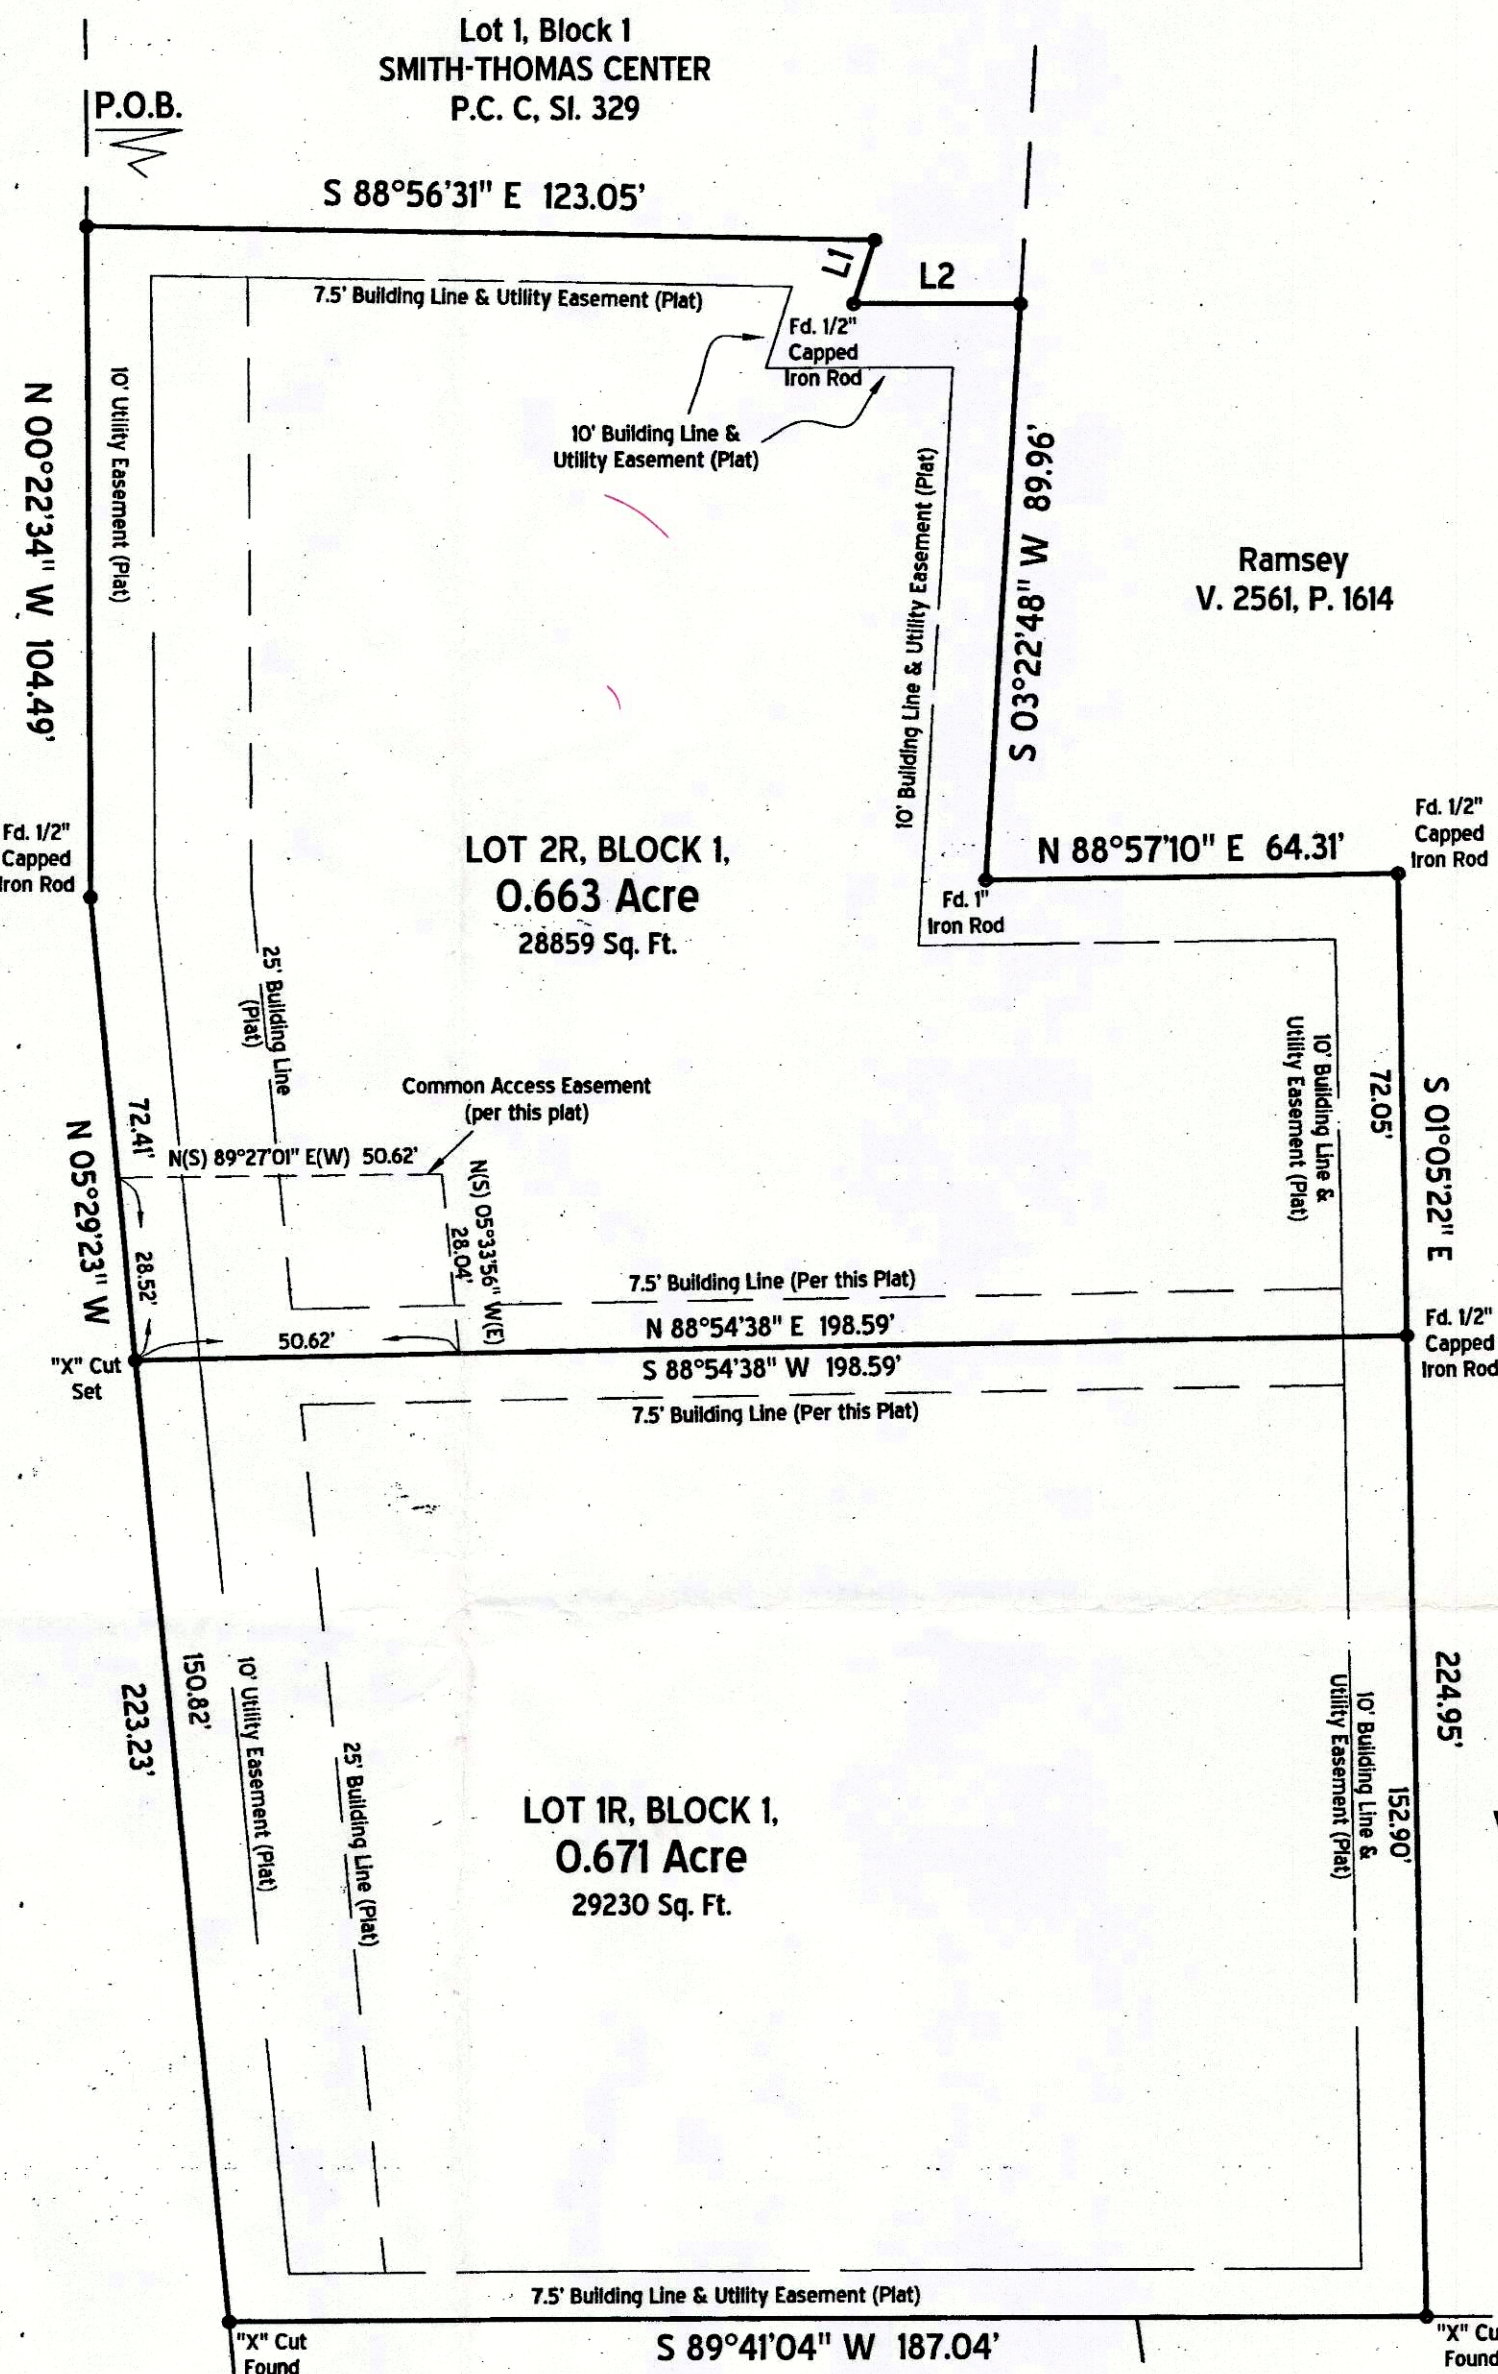 Lot 1, Block 1
SMITH-THOMAS CENTER
P.C. C, Sl. 329
P.O.B.
S 88°56'31" E 123.05'
L1
L2
7.5' Building Line & Utility Easement (Plat)
Fd. 1/2"
Capped
Iron Rod
10' Building Line &
Utility Easement (Plat)
N 00°22'34" W 104.49'
10' Utility Easement (Plat)
10' Building Line & Utility Easement (Plat)
S 03°22'48" W 89.96'
Ramsey
V. 2561, P. 1614
Fd. 1/2"
Capped
Iron Rod
LOT 2R, BLOCK 1,
0.663 Acre
28859 Sq. Ft.
N 88°57'10" E 64.31'
Fd. 1/2"
Capped
Iron Rod
Fd. 1"
Iron Rod
25' Building Line
(Plat)
10' Building Line &
Utility Easement (Plat)
72.05'
S 01°05'22" E
224.95'
Common Access Easement
(per this plat)
72.41'
N(S) 89°27'01" E(W) 50.62'
N(S) 05°33'56" W(E)
28.04'
N 05°29'23" W
223.23'
28.52'
7.5' Building Line (Per this Plat)
50.62'
N 88°54'38" E 198.59'
S 88°54'38" W 198.59'
"X" Cut
Set
Fd. 1/2"
Capped
Iron Rod
7.5' Building Line (Per this Plat)
150.82'
10' Utility Easement (Plat)
25' Building Line (Plat)
10' Building Line &
Utility Easement (Plat)
152.90'
LOT 1R, BLOCK 1,
0.671 Acre
29230 Sq. Ft.
7.5' Building Line & Utility Easement (Plat)
"X" Cut
Found
S 89°41'04" W 187.04'
"X" Cu
Found